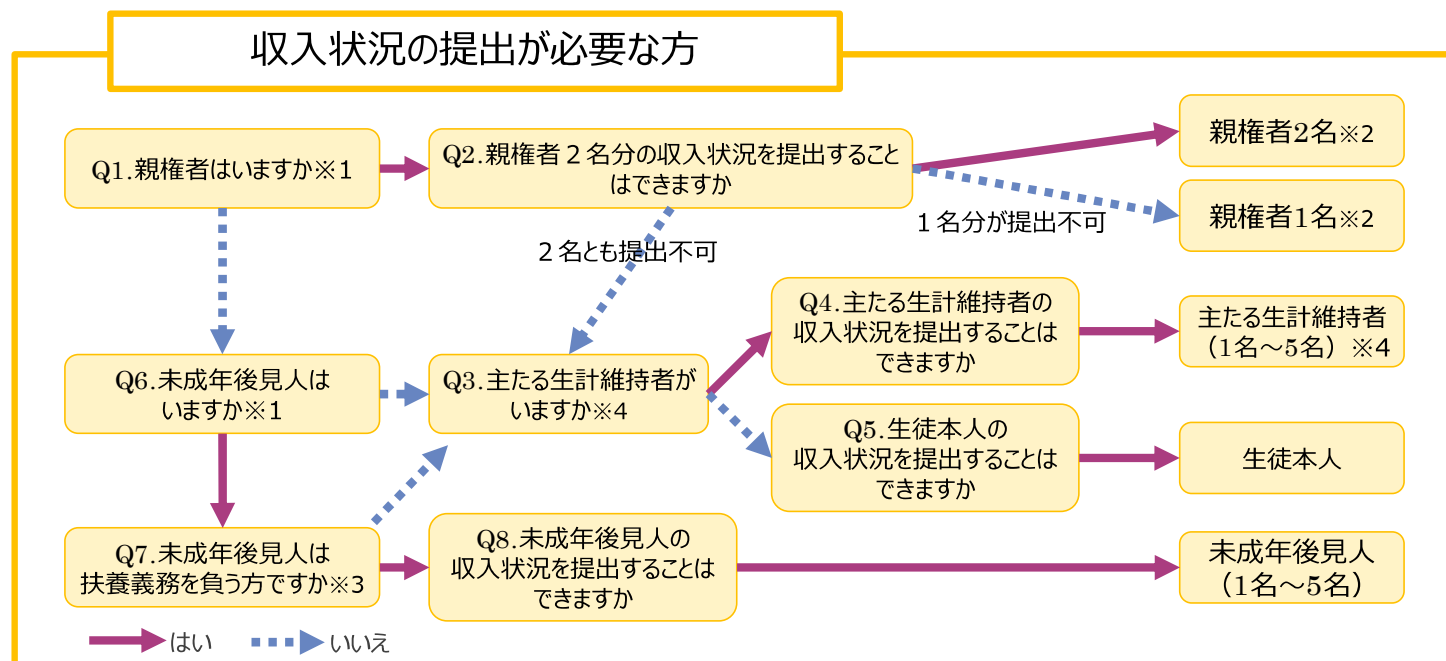 収入状況の提出が必要な方
Q1.親権者はいますか※1
Q2.親権者２名分の収入状況を提出すること
はできますか
親権者2名※2
親権者1名※2
１名分が提出不可
２名とも提出不可
Q6.未成年後見人は
いますか※1
Q3.主たる生計維持者が
いますか※4
Q4.主たる生計維持者の
収入状況を提出することは
できますか
主たる生計維持者
（1名～5名）※4
Q5.生徒本人の
収入状況を提出することは
できますか
生徒本人
Q7.未成年後見人は
扶養義務を負う方ですか※3
Q8.未成年後見人の
収入状況を提出することは
できますか
未成年後見人
（1名～5名）
はい
いいえ